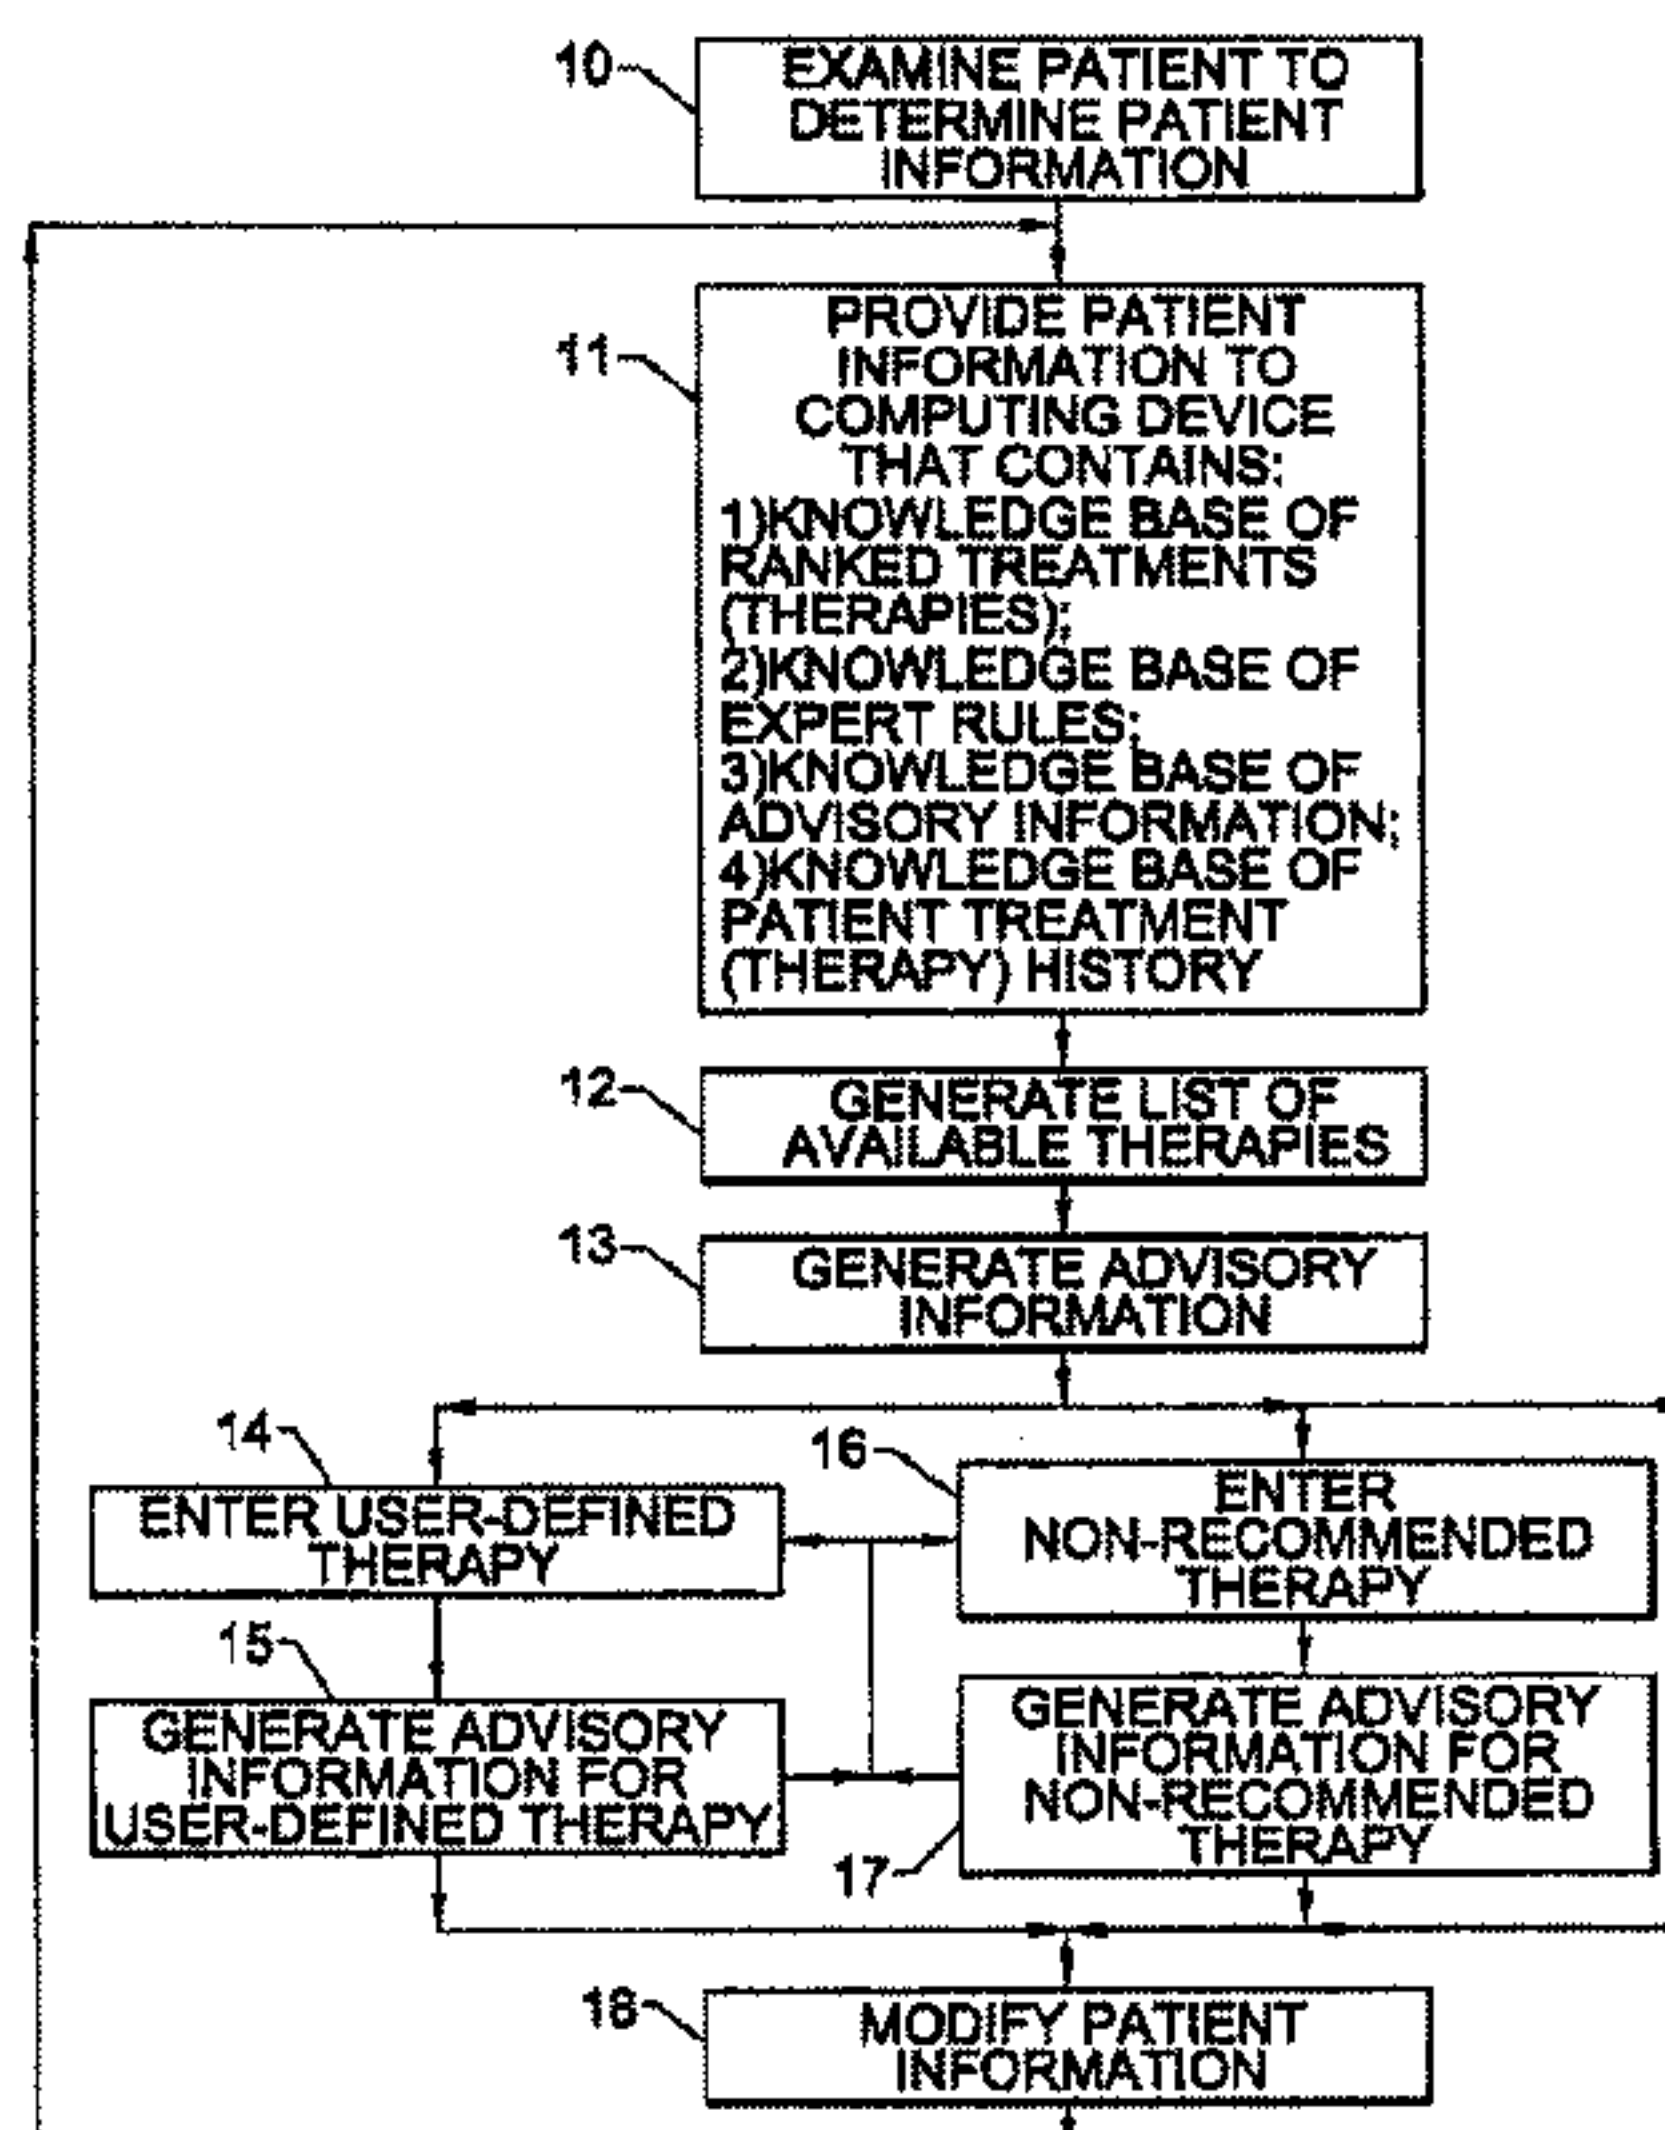 10
EXAMINE PATIENT TO
DETERMINE PATIENT
INFORMATION
11
PROVIDE PATIENT
INFORMATION TO
COMPUTING DEVICE
THAT CONTAINS:
1)KNOWLEDGE BASE OF
RANKED TREATMENTS
(THERAPIES);
2)KNOWLEDGE BASE OF
EXPERT RULES;
3)KNOWLEDGE BASE OF
ADVISORY INFORMATION;
4)KNOWLEDGE BASE OF
PATIENT TREATMENT
(THERAPY) HISTORY
12
GENERATE LIST OF
AVAILABLE THERAPIES
13
GENERATE ADVISORY
INFORMATION
14
ENTER USER-DEFINED
THERAPY
15
GENERATE ADVISORY
INFORMATION FOR
USER-DEFINED THERAPY
16
ENTER
NON-RECOMMENDED
THERAPY
GENERATE ADVISORY
INFORMATION FOR
NON-RECOMMENDED
THERAPY
17
18
MODIFY PATIENT
INFORMATION